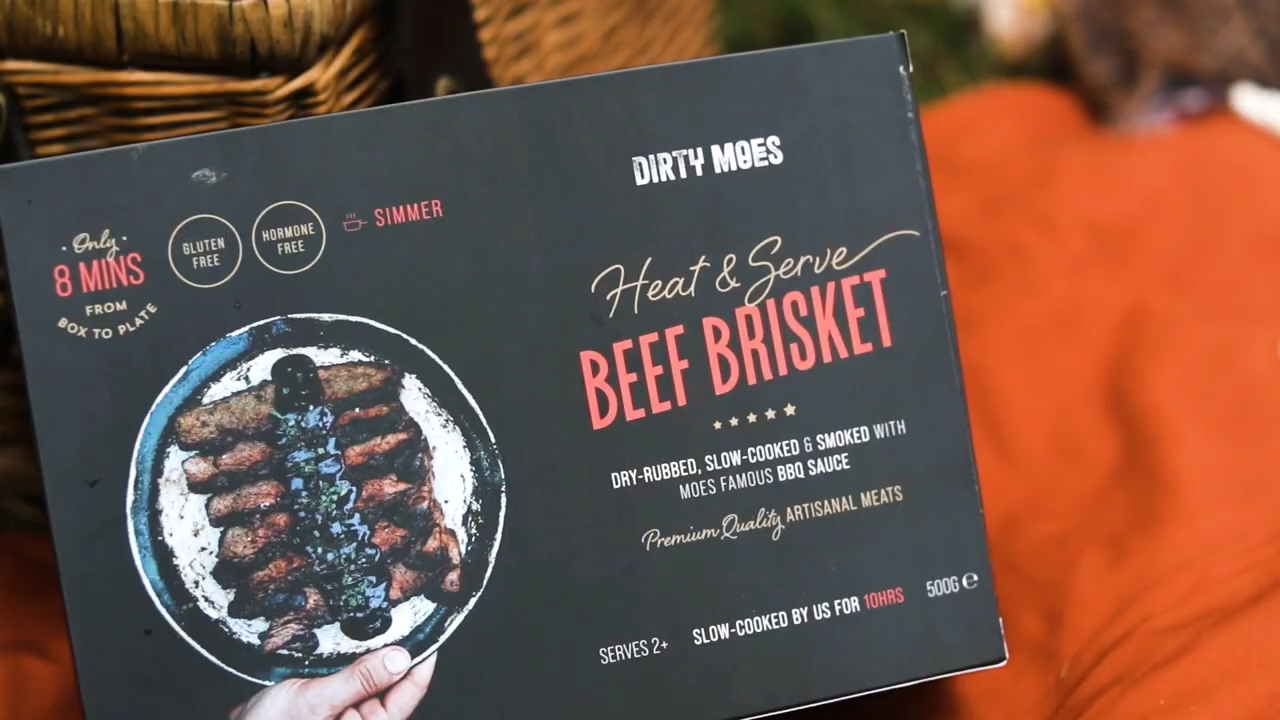 DIRTY MOES
Only
8 MINS
FROM
BOX TO PLATE
GLUTEN
FREE
HORMONE
FREE
SIMMER
Heat & Serve
BEEF BRISKET
DRY-RUBBED, SLOW-COOKED & SMOKED WITH
MOES FAMOUS BBQ SAUCE
Premium Quality ARTISANAL MEATS
SERVES 2+
SLOW-COOKED BY US FOR 10HRS
500G ℮